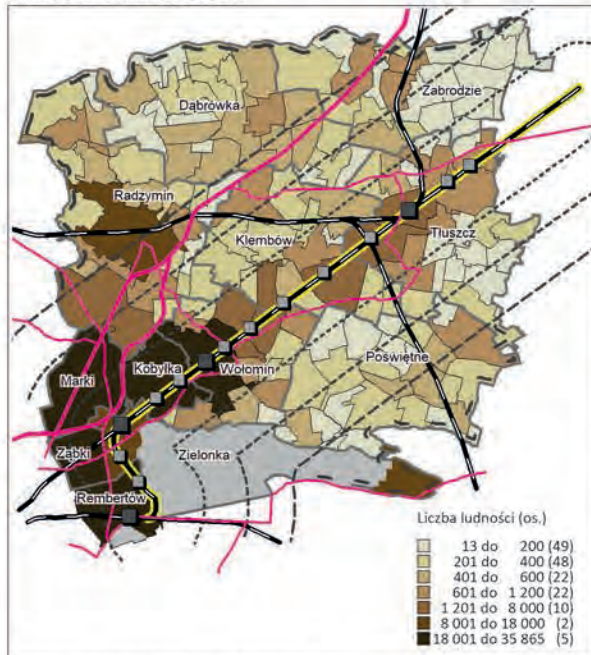 Dąbrówka
Zabrodzie
Radzymin
Klembów
Tłuszcz
Kobyłka
Wołomin
Poświętne
Marki
Ząbki
Zielonka
Rembertów
Liczba ludności (os.)
13 do 200 (49)
201 do 400 (48)
401 do 600 (22)
601 do 1 200 (22)
1 201 do 8 000 (10)
8 001 do 18 000 (2)
18 001 do 35 865 (5)